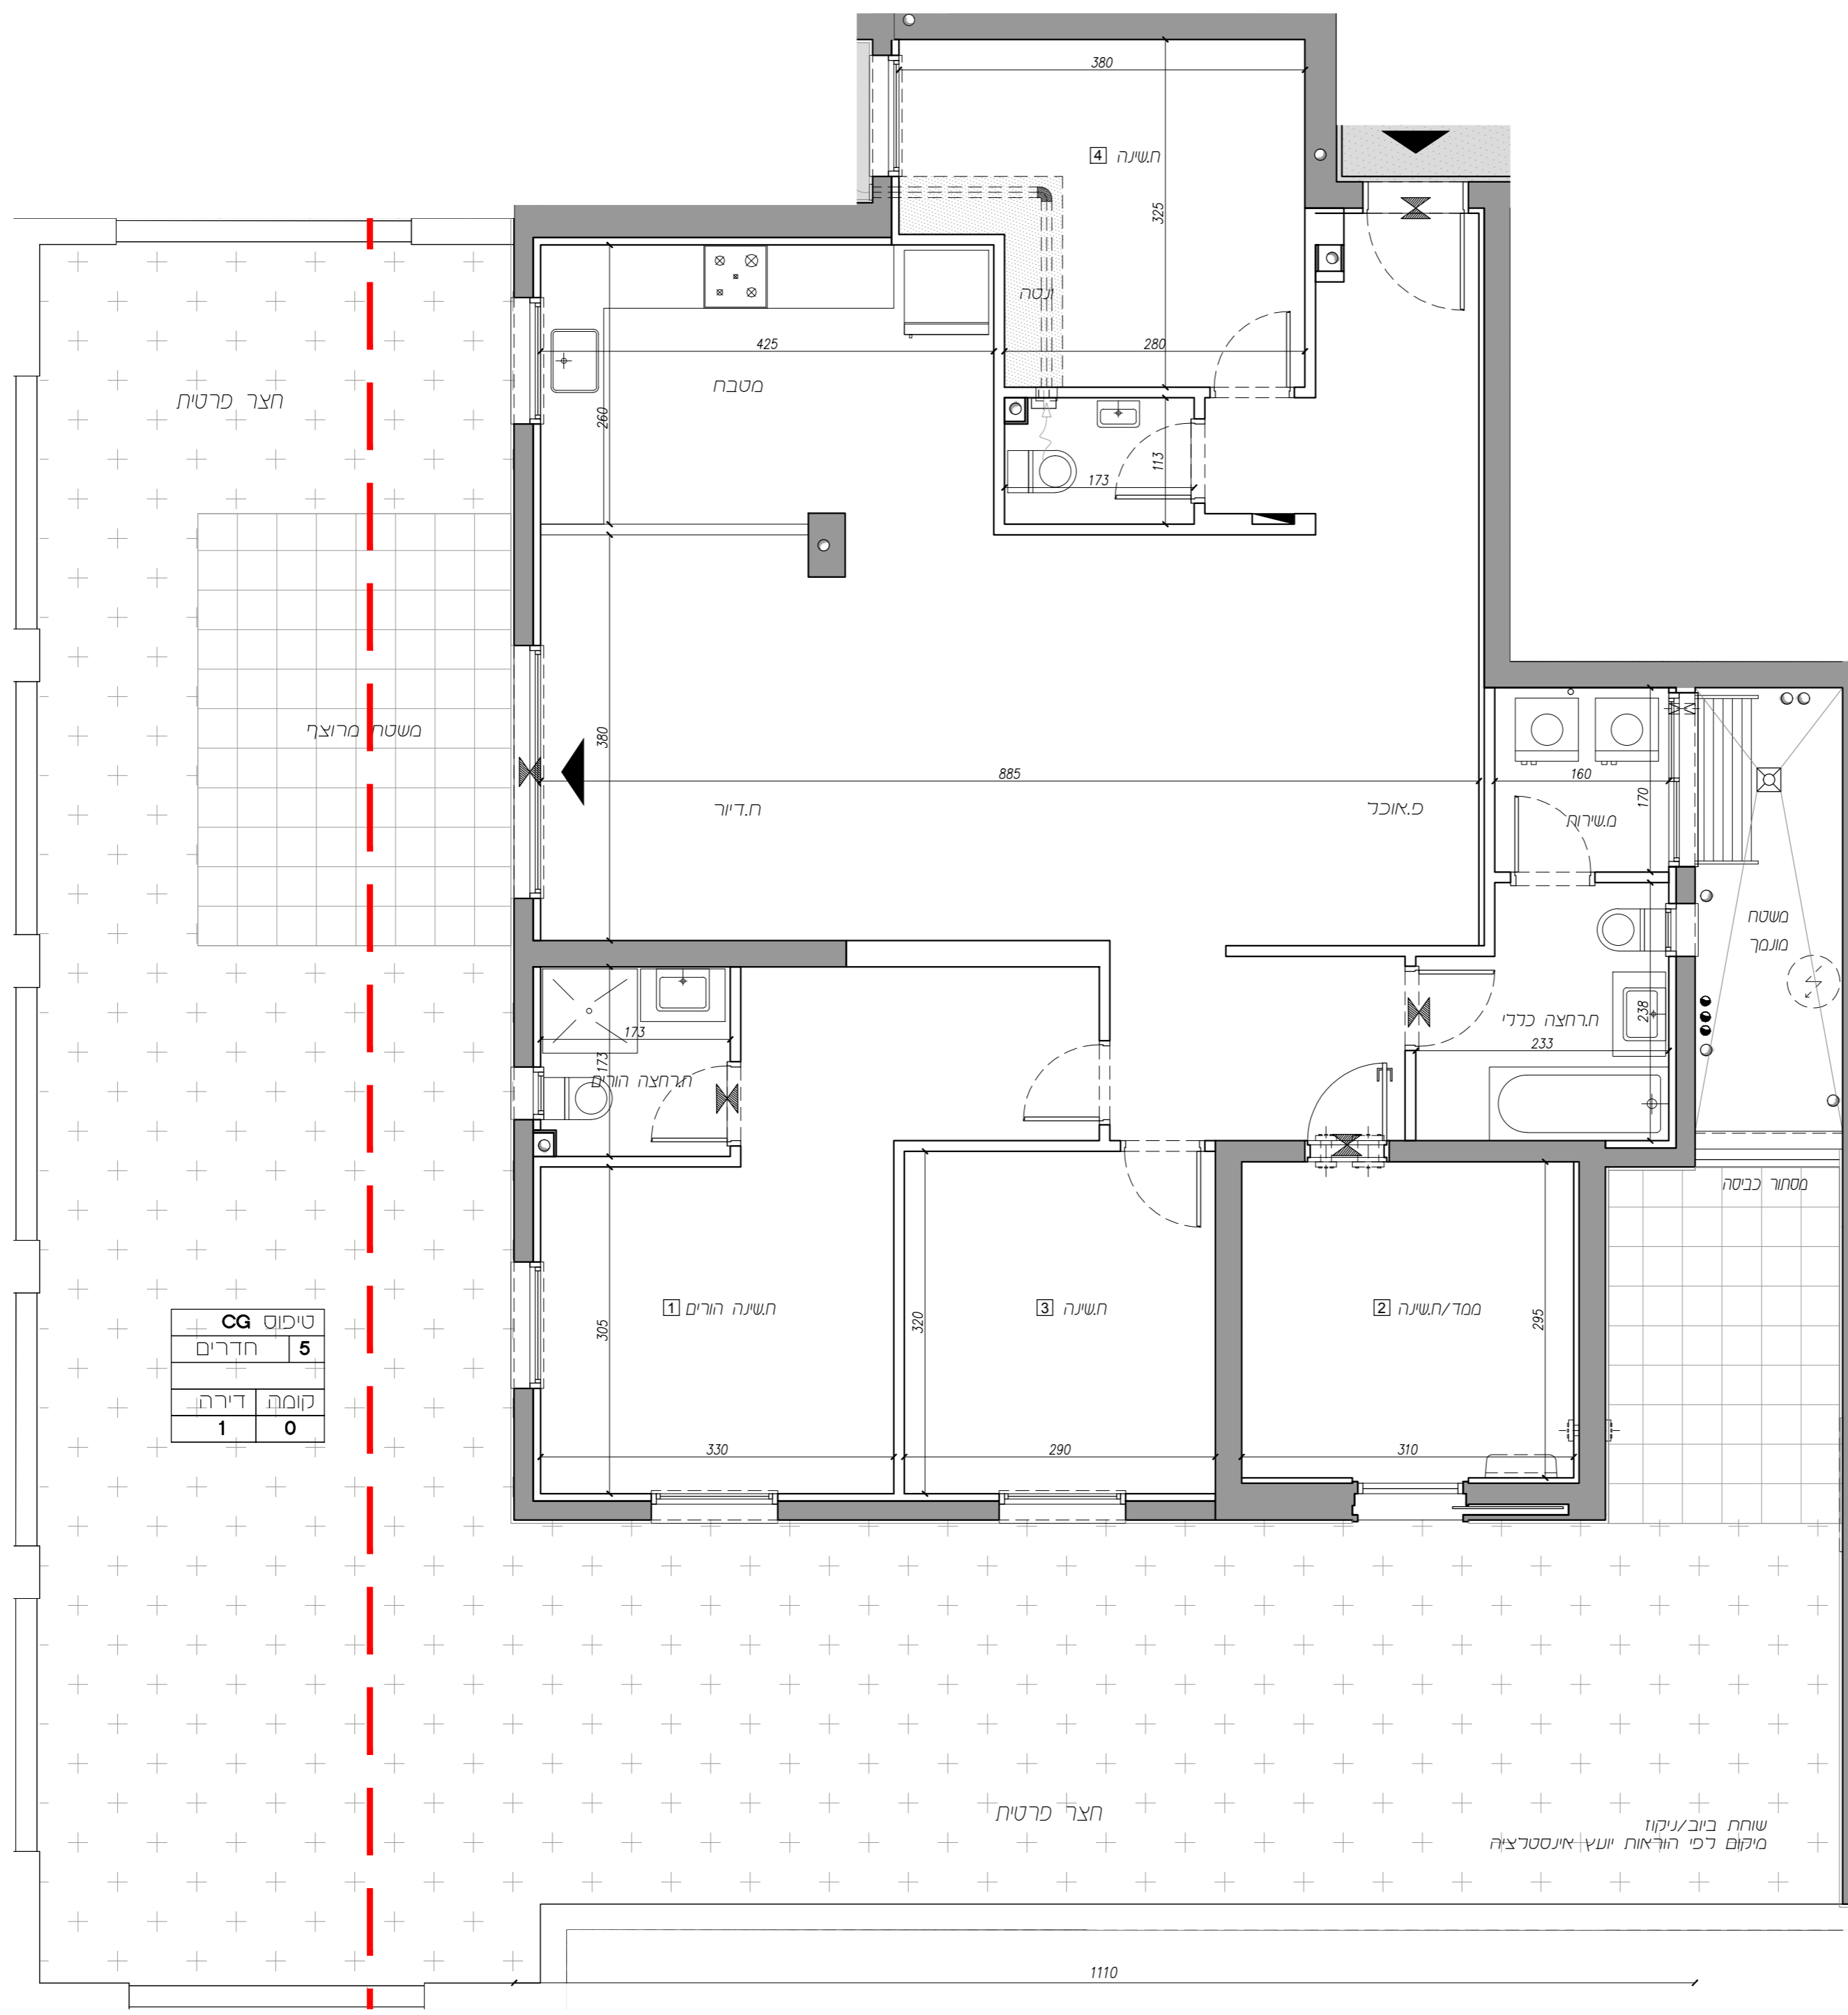 380
ח.שינה 4
325
ונטה
280
425
מטבח
260
חצר פרטית
113
173
משטח מרוצף
380
885
160
170
ח.דיור
פ.אוכל
מ.שירות
משטח
מונמך
173
173
ח.רחצה הורים
ח.רחצה כללי
238
233
מסתור כביסה
ח.שינה הורים 1
ח.שינה 3
ממד/ח.שינה 2
305
320
295
טיפוס CG
5 חדרים
קומה דירה
0 1
330
290
310
חצר פרטית
שוחת ביוב/ניקוז
מיקום לפי הוראות יועץ אינסטלציה
1110